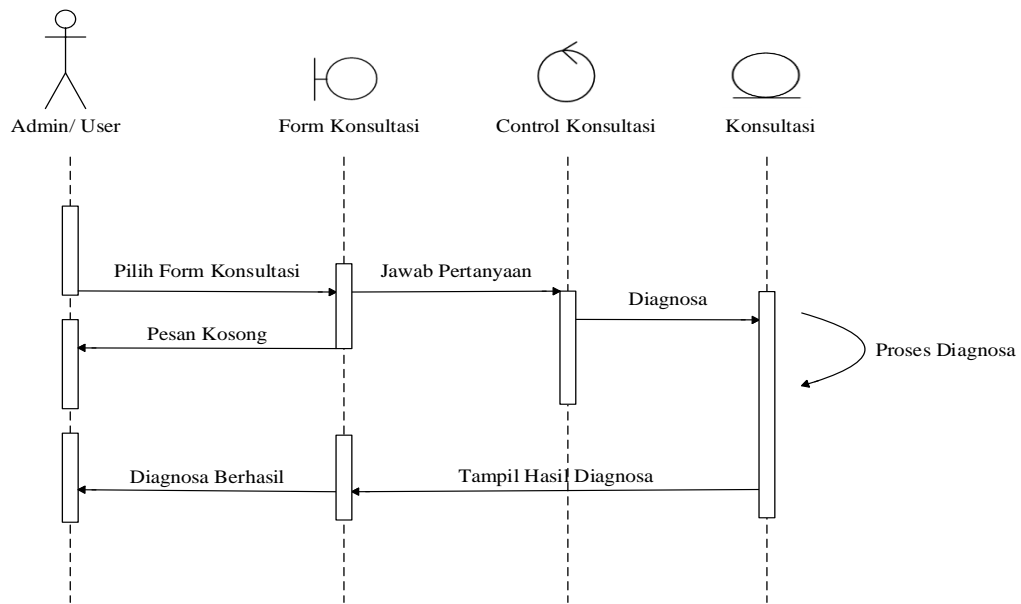 Admin/ User
Form Konsultasi
Control Konsultasi
Konsultasi
Pilih Form Konsultasi
Jawab Pertanyaan
Diagnosa
Pesan Kosong
Proses Diagnosa
Diagnosa Berhasil
Tampil Hasil Diagnosa